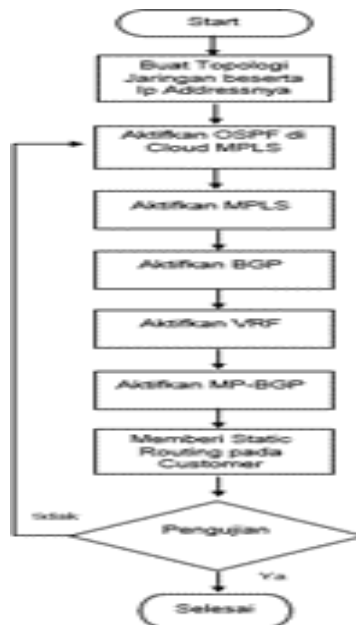 Start
Buat Topologi
Jaringan beserta
Ip Addressnya
Aktifkan OSPF di
Cloud MPLS
Aktifkan MPLS
Aktifkan BGP
Aktifkan VRF
Aktifkan MP-BGP
Memberi Static
Routing pada
Customer
tidak
Pengujian
Ya
Selesai